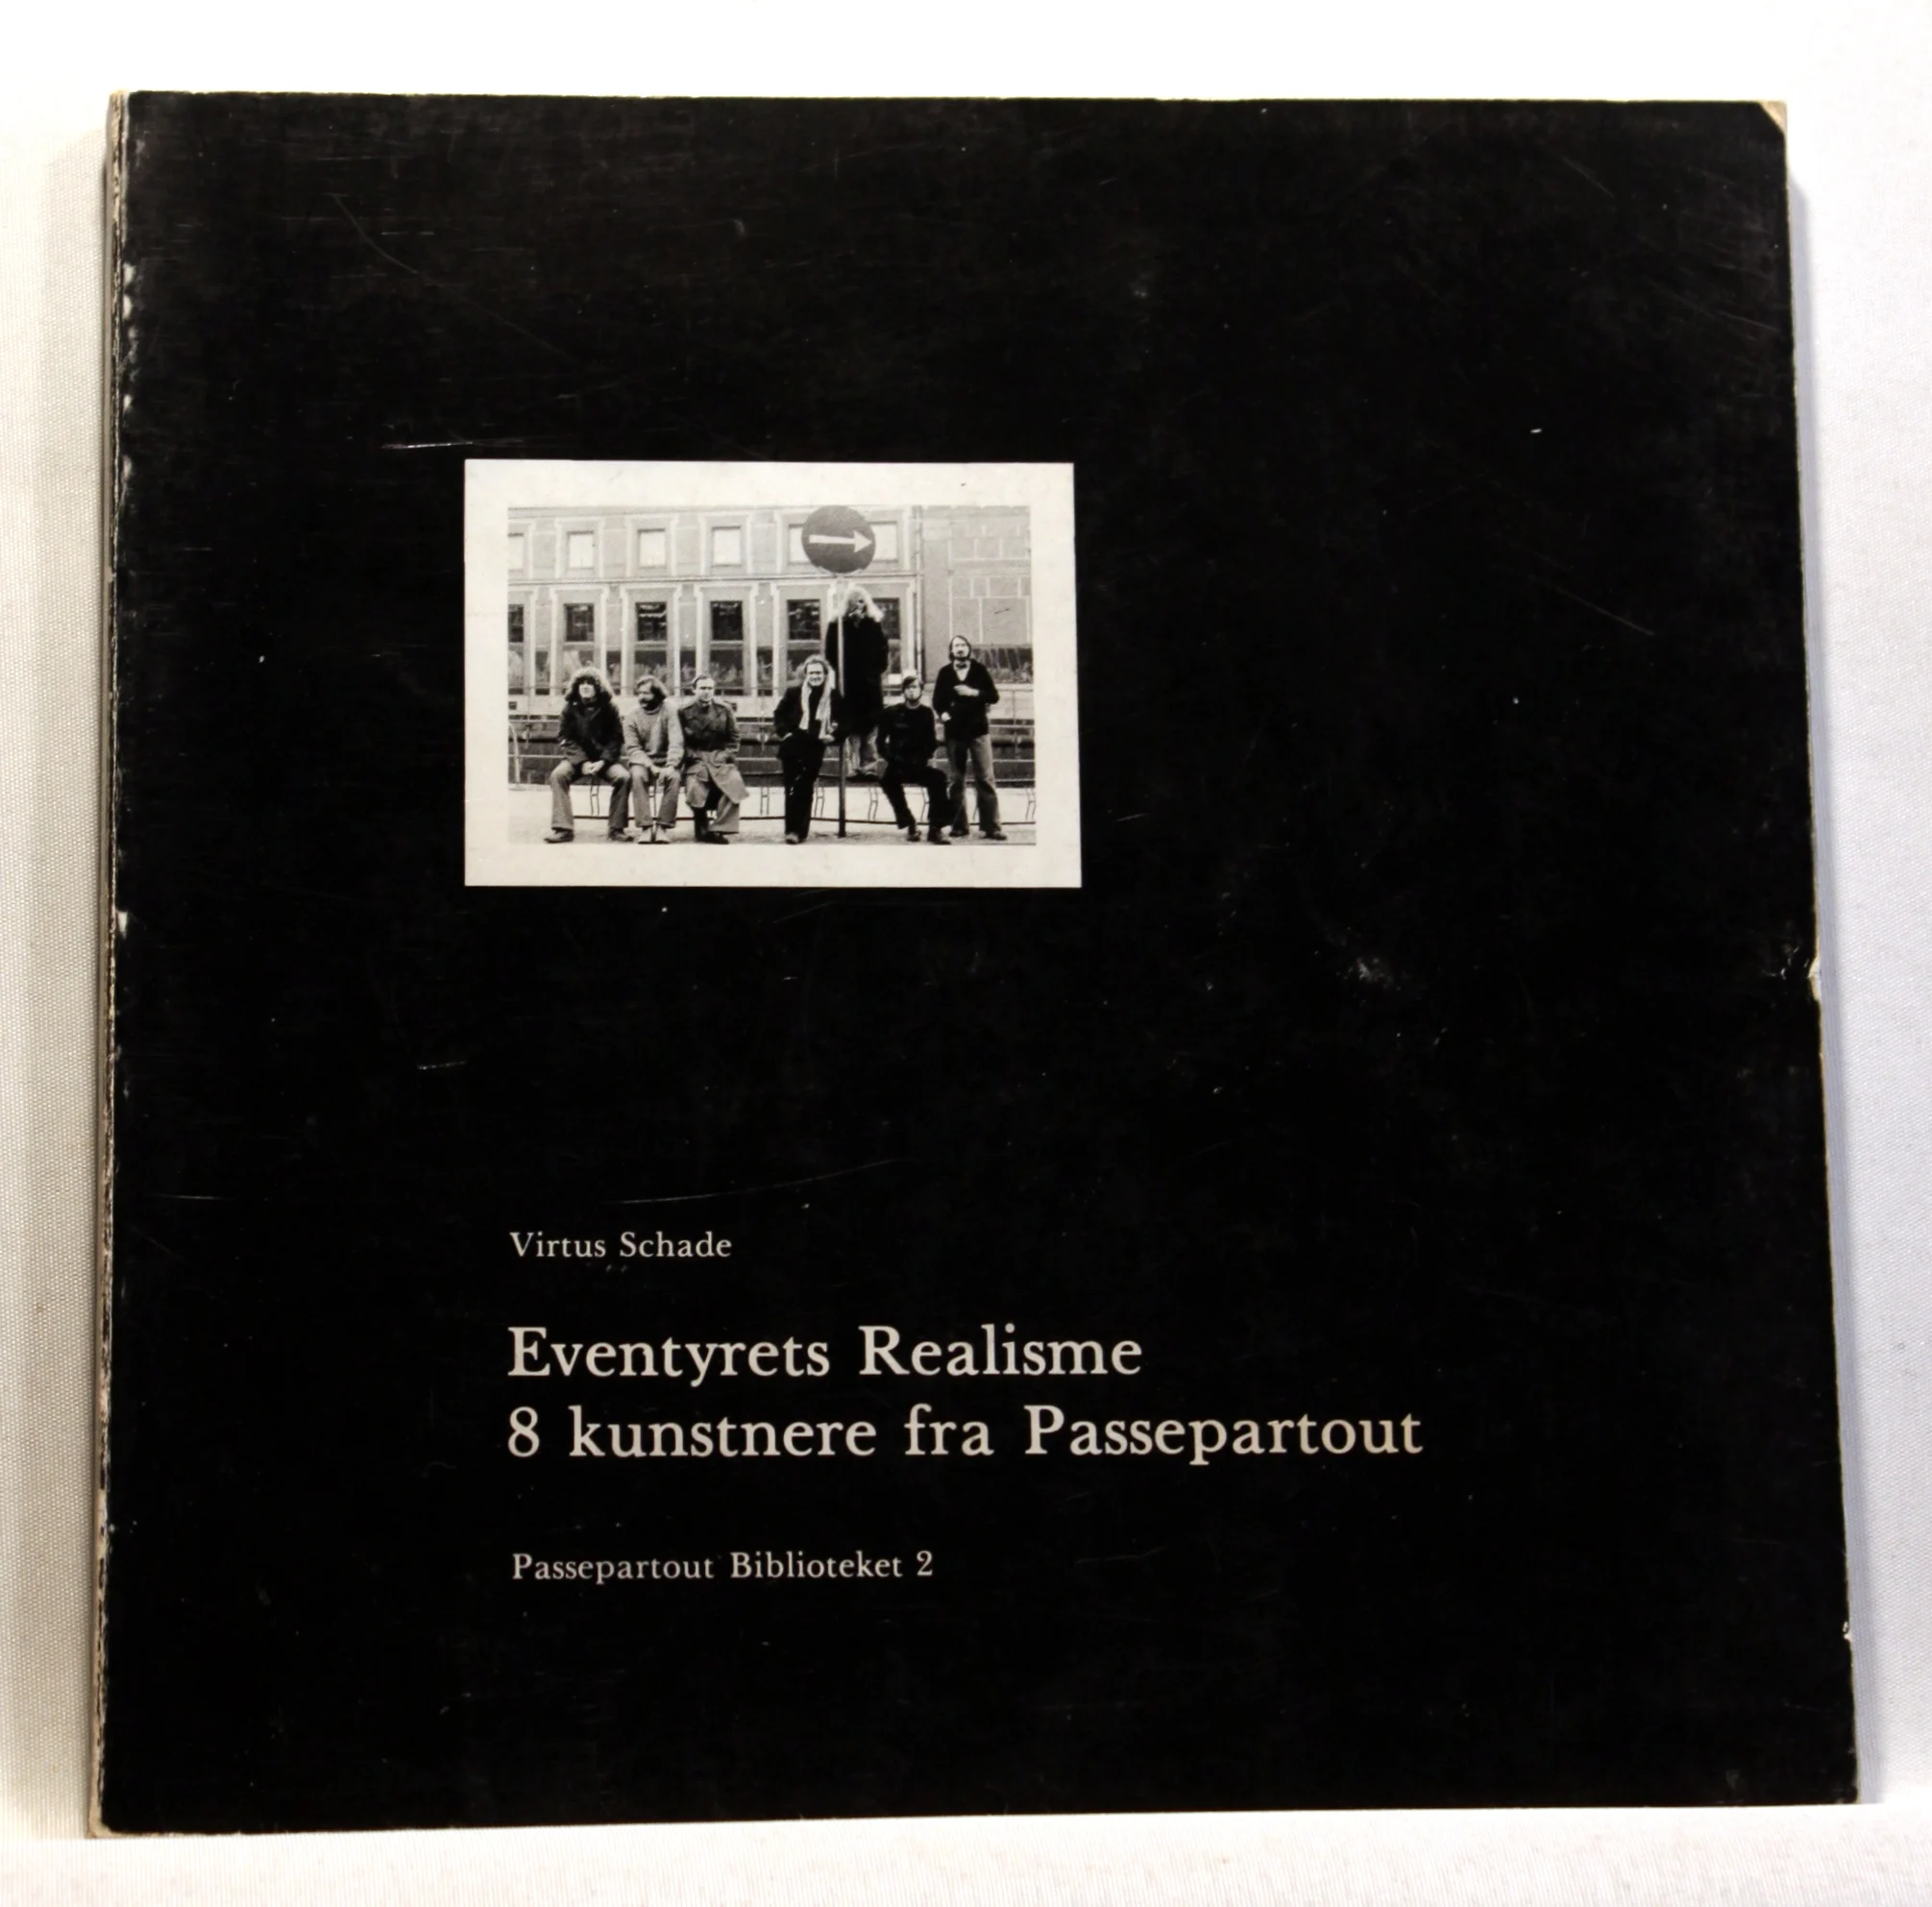 Virtus Schade
Eventyrets Realisme
8 kunstnere fra Passepartout
Passepartout Biblioteket 2